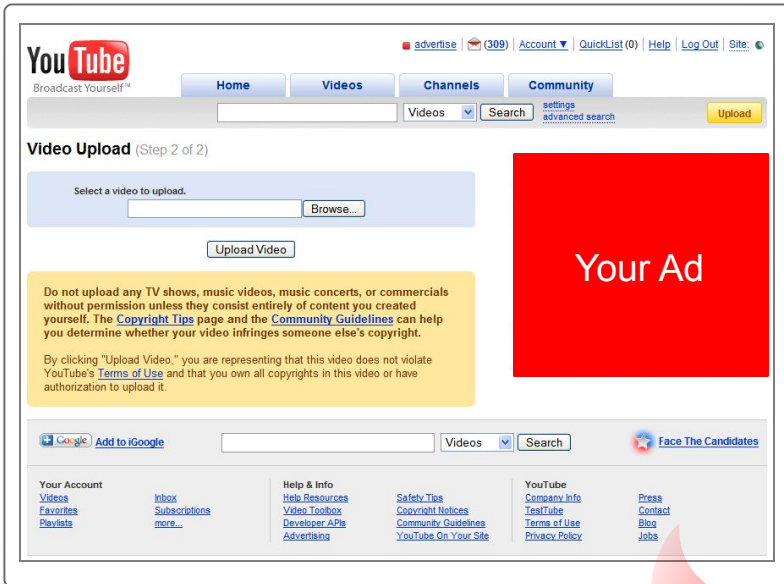 You Tube
Broadcast Yourself™
advertise (309) Account ▼ QuickList (0) Help Log Out Site:
Home Videos Channels Community
Videos Search settings
advanced search
Upload
Video Upload (Step 2 of 2)
Select a video to upload.
Browse...
Upload Video
Your Ad
Do not upload any TV shows, music videos, music concerts, or commercials
without permission unless they consist entirely of content you created
yourself. The Copyright Tips page and the Community Guidelines can help
you determine whether your video infringes someone else's copyright.
By clicking "Upload Video," you are representing that this video does not violate
YouTube's Terms of Use and that you own all copyrights in this video or have
authorization to upload it.
Google Add to iGoogle Videos Search Face The Candidates
Your Account Help & Info YouTube
Videos Inbox Help Resources Safety Tips Company Info Press
Favorites Subscriptions Video Toolbox Copyright Notices TestTube Contact
Playlists more... Developer APIs Community Guidelines Terms of Use Blog
Advertising YouTube On Your Site Privacy Policy Jobs